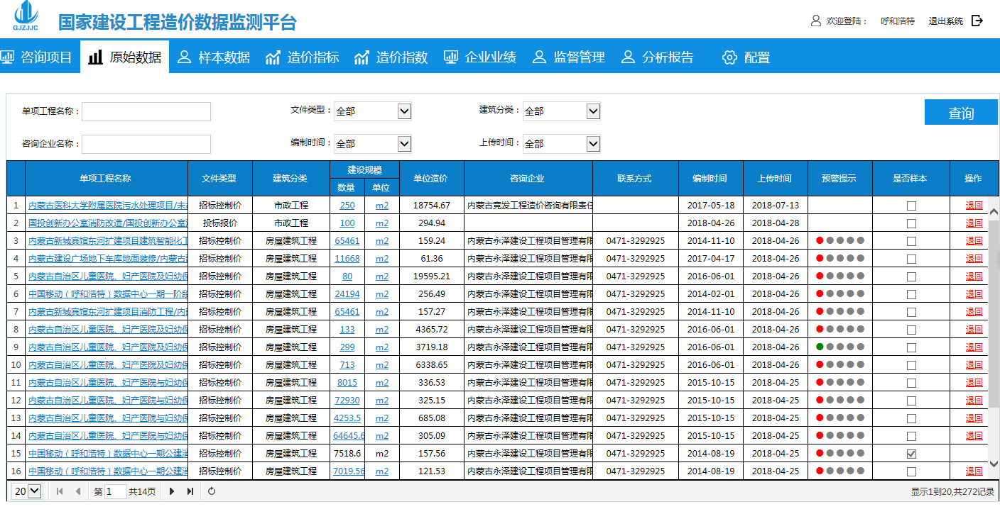 GJZJJC
国家建设工程造价数据监测平台
欢迎登陆： 呼和浩特 退出系统
咨询项目 原始数据 样本数据 造价指标 造价指数 企业业绩 监督管理 分析报告 配置
单项工程名称： 文件类型： 全部 建筑分类： 全部 查询
咨询企业名称： 编制时间： 全部 上传时间： 全部
单项工程名称 文件类型 建筑分类 建设规模 单位造价 咨询企业 联系方式 编制时间 上传时间 预警提示 是否样本 操作
数量 单位
1 内蒙古医科大学附属医院污水处理项目/未 招标控制价 市政工程 250 m2 18754.67 内蒙古竞发工程造价咨询有限责任 2017-05-18 2018-07-13 退回
2 国投创新办公室消防改造/国投创新办公室 投标报价 市政工程 100 m2 294.94 2018-04-26 2018-04-28 退回
3 内蒙古新城宾馆东河扩建项目建筑智能化工 招标控制价 房屋建筑工程 65461 m2 159.24 内蒙古永泽建设工程项目管理有限 0471-3292925 2014-11-10 2018-04-26 退回
4 内蒙古建设广场地下车库地面装修/内蒙古 招标控制价 房屋建筑工程 11668 m2 61.36 内蒙古永泽建设工程项目管理有限 0471-3292925 2017-04-17 2018-04-26 退回
5 内蒙古自治区儿童医院、妇产医院及妇幼保 招标控制价 房屋建筑工程 80 m2 19595.21 内蒙古永泽建设工程项目管理有限 0471-3292925 2016-06-01 2018-04-26 退回
6 中国移动（呼和浩特）数据中心一期一阶段 招标控制价 房屋建筑工程 24194 m2 256.49 内蒙古永泽建设工程项目管理有限 0471-3292925 2014-02-01 2018-04-26 退回
7 内蒙古新城宾馆东河扩建项目消防工程/内 招标控制价 房屋建筑工程 65461 m2 157.27 内蒙古永泽建设工程项目管理有限 0471-3292925 2014-11-10 2018-04-26 退回
8 内蒙古自治区儿童医院、妇产医院及妇幼保 招标控制价 房屋建筑工程 133 m2 4365.72 内蒙古永泽建设工程项目管理有限 0471-3292925 2016-06-01 2018-04-26 退回
9 内蒙古自治区儿童医院、妇产医院及妇幼保 招标控制价 房屋建筑工程 299 m2 3719.18 内蒙古永泽建设工程项目管理有限 0471-3292925 2016-06-01 2018-04-26 退回
10 内蒙古自治区儿童医院、妇产医院及妇幼保 招标控制价 房屋建筑工程 713 m2 6338.65 内蒙古永泽建设工程项目管理有限 0471-3292925 2016-06-01 2018-04-26 退回
11 内蒙古自治区儿童医院、妇产医院与妇幼保 招标控制价 房屋建筑工程 8015 m2 336.53 内蒙古永泽建设工程项目管理有限 0471-3292925 2015-10-15 2018-04-26 退回
12 内蒙古自治区儿童医院、妇产医院与妇幼保 招标控制价 房屋建筑工程 72930 m2 325.15 内蒙古永泽建设工程项目管理有限 0471-3292925 2015-10-15 2018-04-26 退回
13 内蒙古自治区儿童医院、妇产医院与妇幼保 招标控制价 房屋建筑工程 4253.5 m2 685.08 内蒙古永泽建设工程项目管理有限 0471-3292925 2015-10-15 2018-04-25 退回
14 内蒙古自治区儿童医院、妇产医院与妇幼保 招标控制价 房屋建筑工程 64645.6 m2 305.09 内蒙古永泽建设工程项目管理有限 0471-3292925 2015-10-15 2018-04-25 退回
15 中国移动（呼和浩特）数据中心一期公建消 招标控制价 房屋建筑工程 7518.6 m2 157.56 内蒙古永泽建设工程项目管理有限 0471-3292925 2014-08-19 2018-04-25
16 中国移动（呼和浩特）数据中心一期公建消 招标控制价 房屋建筑工程 7019.56 m2 121.53 内蒙古永泽建设工程项目管理有限 0471-3292925 2014-08-19 2018-04-25 退回
20 第 1 共14页 显示1到20,共272记录